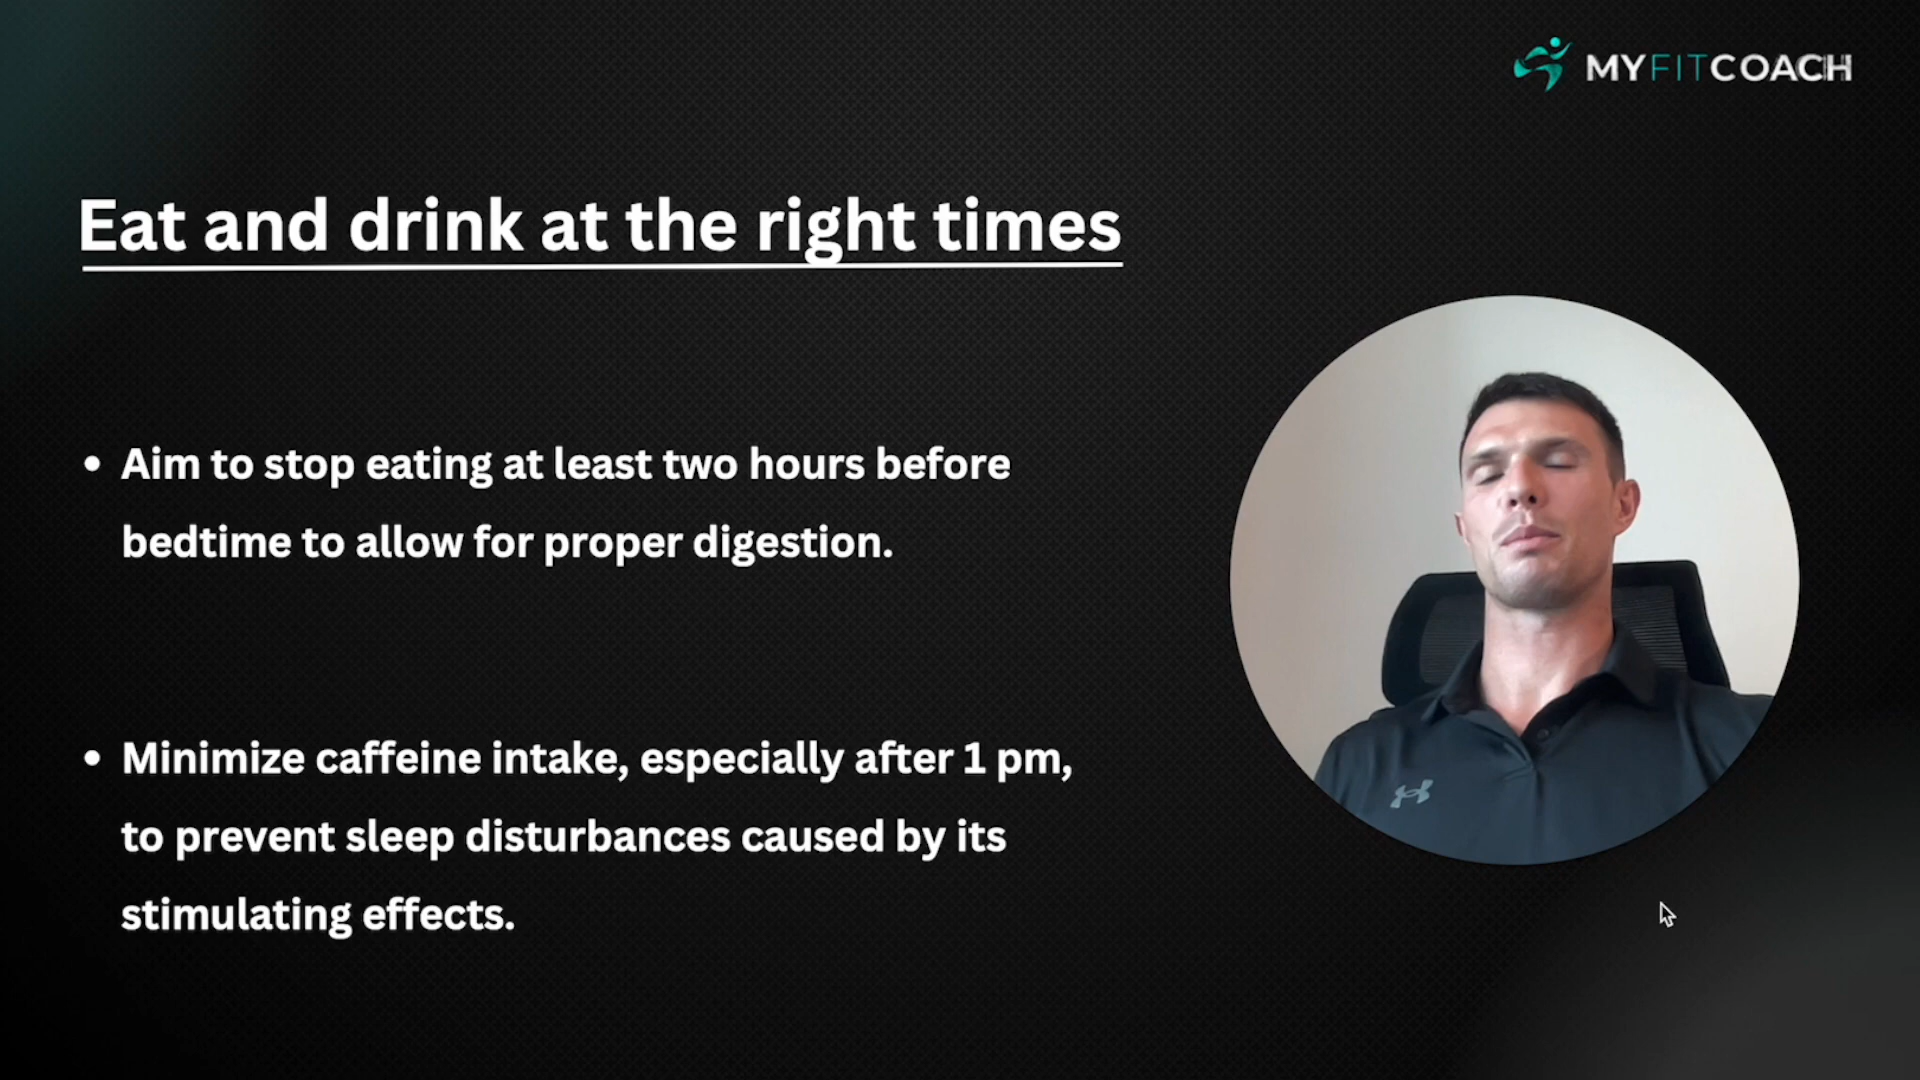 MYFITCOACH
Eat and drink at the right times
• Aim to stop eating at least two hours before
bedtime to allow for proper digestion.
• Minimize caffeine intake, especially after 1 pm,
to prevent sleep disturbances caused by its
stimulating effects.